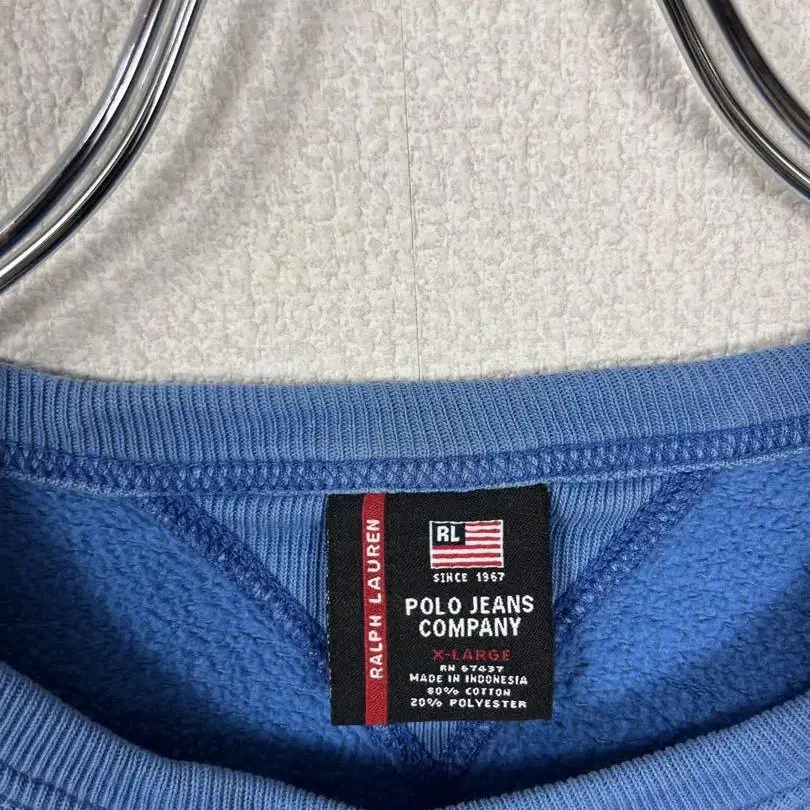 RALPH LAUREN
RL
SINCE 1967
POLO JEANS
COMPANY
X-LARGE
RN 67437
MADE IN INDONESIA
80% COTTON
20% POLYESTER